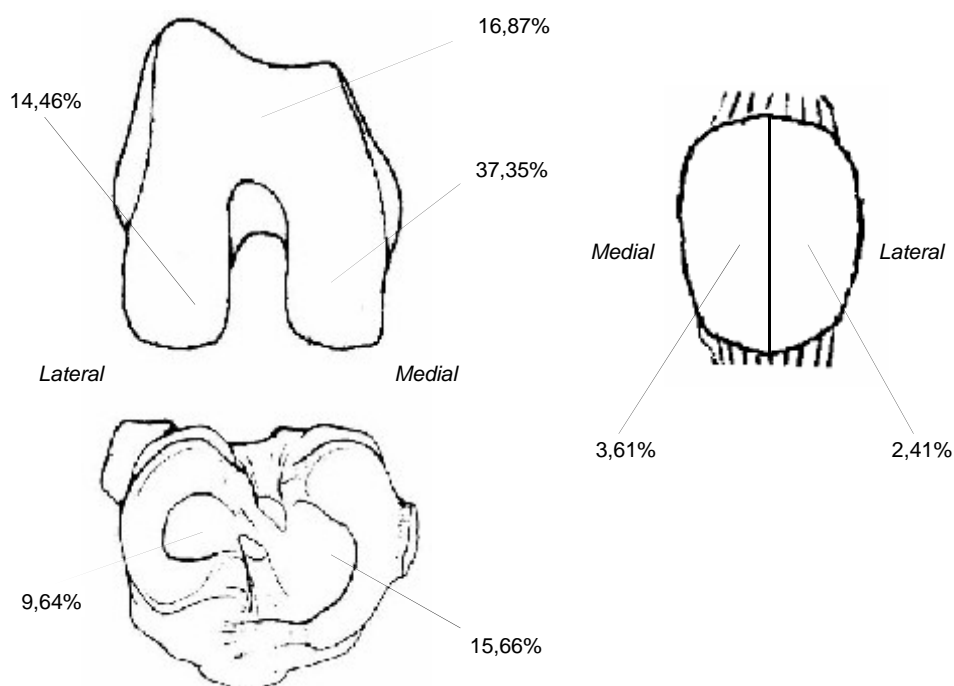 16,87%
14,46%
37,35%
Medial
Lateral
Lateral
Medial
3,61%
2,41%
9,64%
15,66%